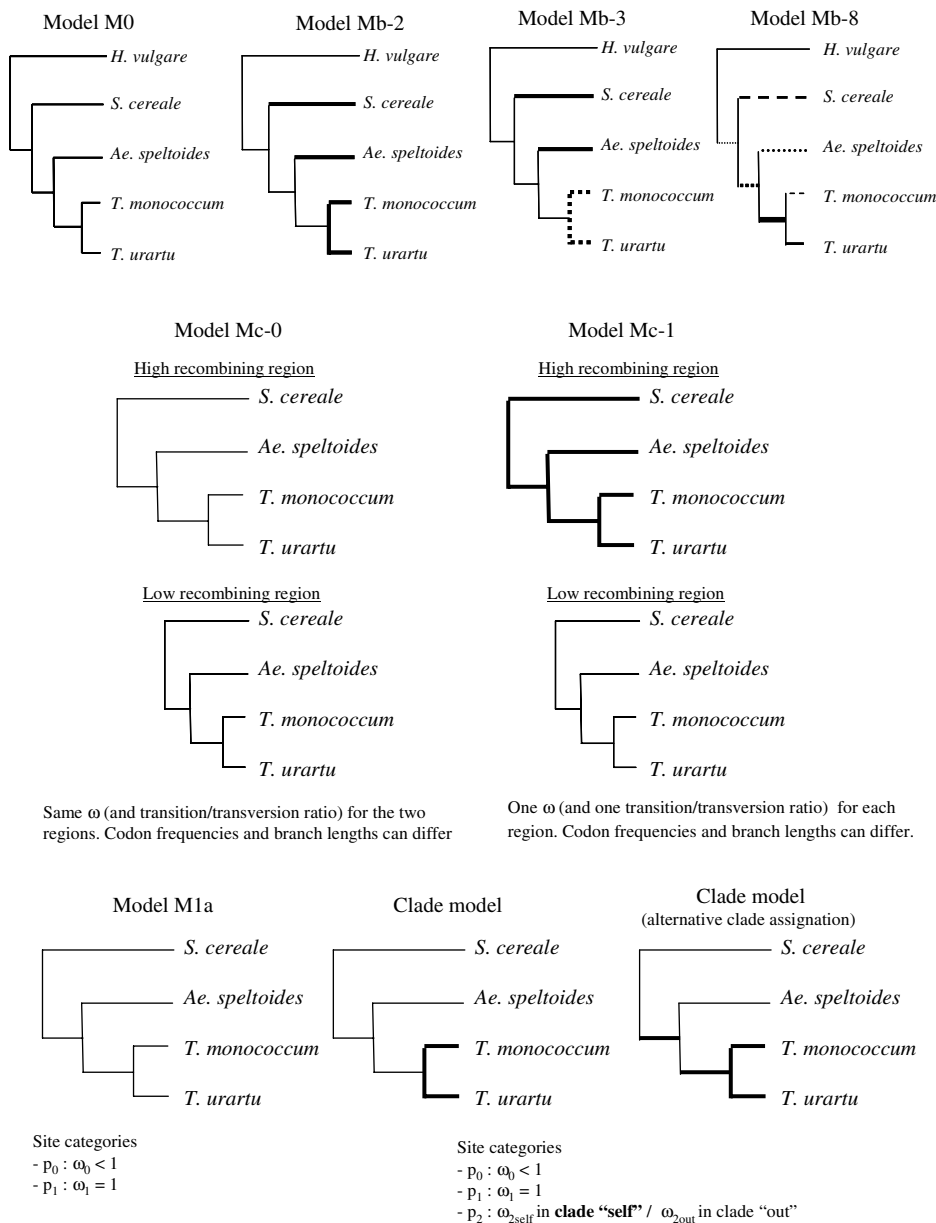 Model M0
H. vulgare
S. cereale
Ae. speltoides
T. monococcum
T. urartu
Model Mb-2
H. vulgare
S. cereale
Ae. speltoides
T. monococcum
T. urartu
Model Mb-3
H. vulgare
S. cereale
Ae. speltoides
T. monococcum
T. urartu
Model Mb-8
H. vulgare
S. cereale
Ae. speltoides
T. monococcum
T. urartu
Model Mc-0
High recombining region
S. cereale
Ae. speltoides
T. monococcum
T. urartu
Low recombining region
S. cereale
Ae. speltoides
T. monococcum
T. urartu
Same ω (and transition/transversion ratio) for the two
regions. Codon frequencies and branch lengths can differ
Model Mc-1
High recombining region
S. cereale
Ae. speltoides
T. monococcum
T. urartu
Low recombining region
S. cereale
Ae. speltoides
T. monococcum
T. urartu
One ω (and one transition/transversion ratio) for each
region. Codon frequencies and branch lengths can differ.
Model M1a
S. cereale
Ae. speltoides
T. monococcum
T. urartu
Site categories
- p0 : ω0 < 1
- p1 : ω1 = 1
Clade model
S. cereale
Ae. speltoides
T. monococcum
T. urartu
Clade model
(alternative clade assignation)
S. cereale
Ae. speltoides
T. monococcum
T. urartu
Site categories
- p0 : ω0 < 1
- p1 : ω1 = 1
- p2 : ω2self in clade “self” / ω2out in clade “out”